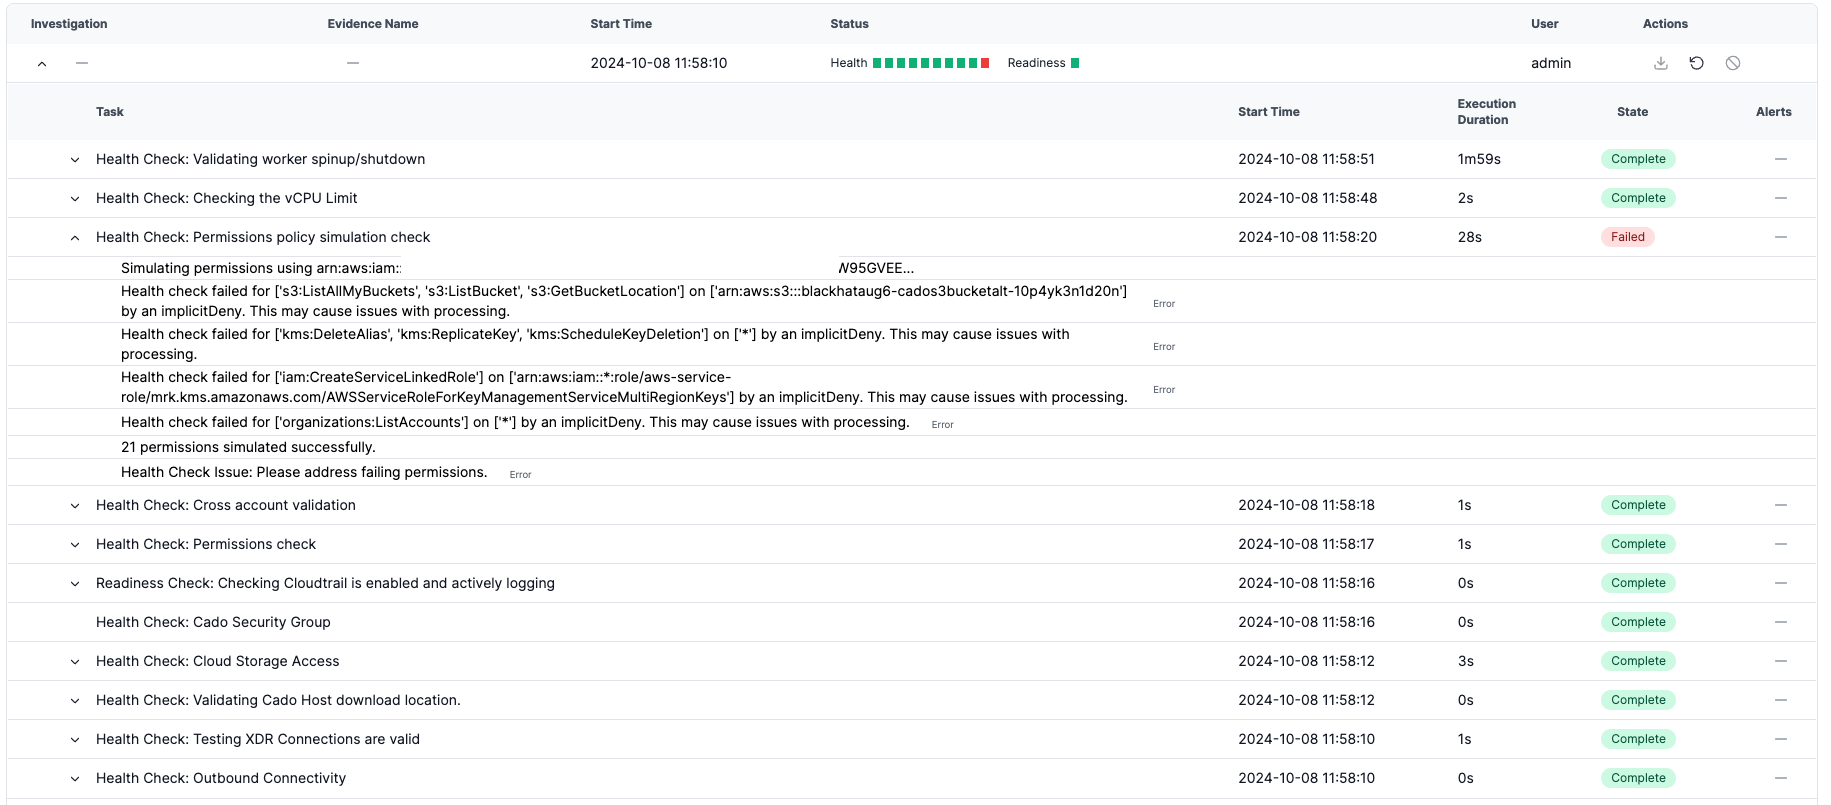 Investigation Evidence Name Start Time Status User Actions
— — 2024-10-08 11:58:10 Health Readiness admin
Task Start Time Execution Duration State Alerts
Health Check: Validating worker spinup/shutdown 2024-10-08 11:58:51 1m59s Complete —
Health Check: Checking the vCPU Limit 2024-10-08 11:58:48 2s Complete —
Health Check: Permissions policy simulation check 2024-10-08 11:58:20 28s Failed —
Simulating permissions using arn:aws:iam: W95GVEE...
Health check failed for ['s3:ListAllMyBuckets', 's3:ListBucket', 's3:GetBucketLocation'] on ['arn:aws:s3:::blackhataug6-cados3bucketalt-10p4yk3n1d20n']
by an implicitDeny. This may cause issues with processing. Error
Health check failed for ['kms:DeleteAlias', 'kms:ReplicateKey', 'kms:ScheduleKeyDeletion'] on ['*'] by an implicitDeny. This may cause issues with
processing. Error
Health check failed for ['iam:CreateServiceLinkedRole'] on ['arn:aws:iam::*:role/aws-service-
role/mrk.kms.amazonaws.com/AWSServiceRoleForKeyManagementServiceMultiRegionKeys'] by an implicitDeny. This may cause issues with processing. Error
Health check failed for ['organizations:ListAccounts'] on ['*'] by an implicitDeny. This may cause issues with processing. Error
21 permissions simulated successfully.
Health Check Issue: Please address failing permissions. Error
Health Check: Cross account validation 2024-10-08 11:58:18 1s Complete —
Health Check: Permissions check 2024-10-08 11:58:17 1s Complete —
Readiness Check: Checking Cloudtrail is enabled and actively logging 2024-10-08 11:58:16 0s Complete —
Health Check: Cado Security Group 2024-10-08 11:58:16 0s Complete —
Health Check: Cloud Storage Access 2024-10-08 11:58:12 3s Complete —
Health Check: Validating Cado Host download location. 2024-10-08 11:58:12 0s Complete —
Health Check: Testing XDR Connections are valid 2024-10-08 11:58:10 1s Complete —
Health Check: Outbound Connectivity 2024-10-08 11:58:10 0s Complete —